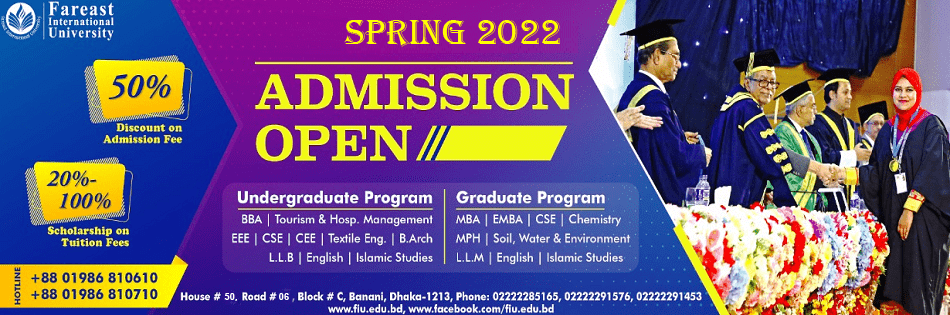 Fareast
International
University
SPRING 2022
ADMISSION
OPEN
50%
Discount on
Admission Fee
20%-
100%
Scholarship on
Tuition Fees
Undergraduate Program
BBA | Tourism & Hosp. Management
EEE | CSE | CEE | Textile Eng. | B.Arch
L.L.B | English | Islamic Studies
Graduate Program
MBA | EMBA | CSE | Chemistry
MPH | Soil, Water & Environment
L.L.M | English | Islamic Studies
HOTLINE
+88 01986 810610
+88 01986 810710
House # 50, Road # 06 , Block # C, Banani, Dhaka-1213, Phone: 02222285165, 02222291576, 02222291453
www.fiu.edu.bd, www.facebook.com/fiu.edu.bd